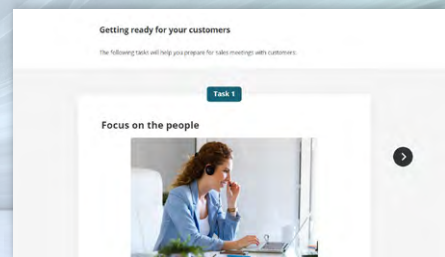 Getting ready for your customers
The following tasks will help you prepare for sales meetings with customers.
Task 1
Focus on the people